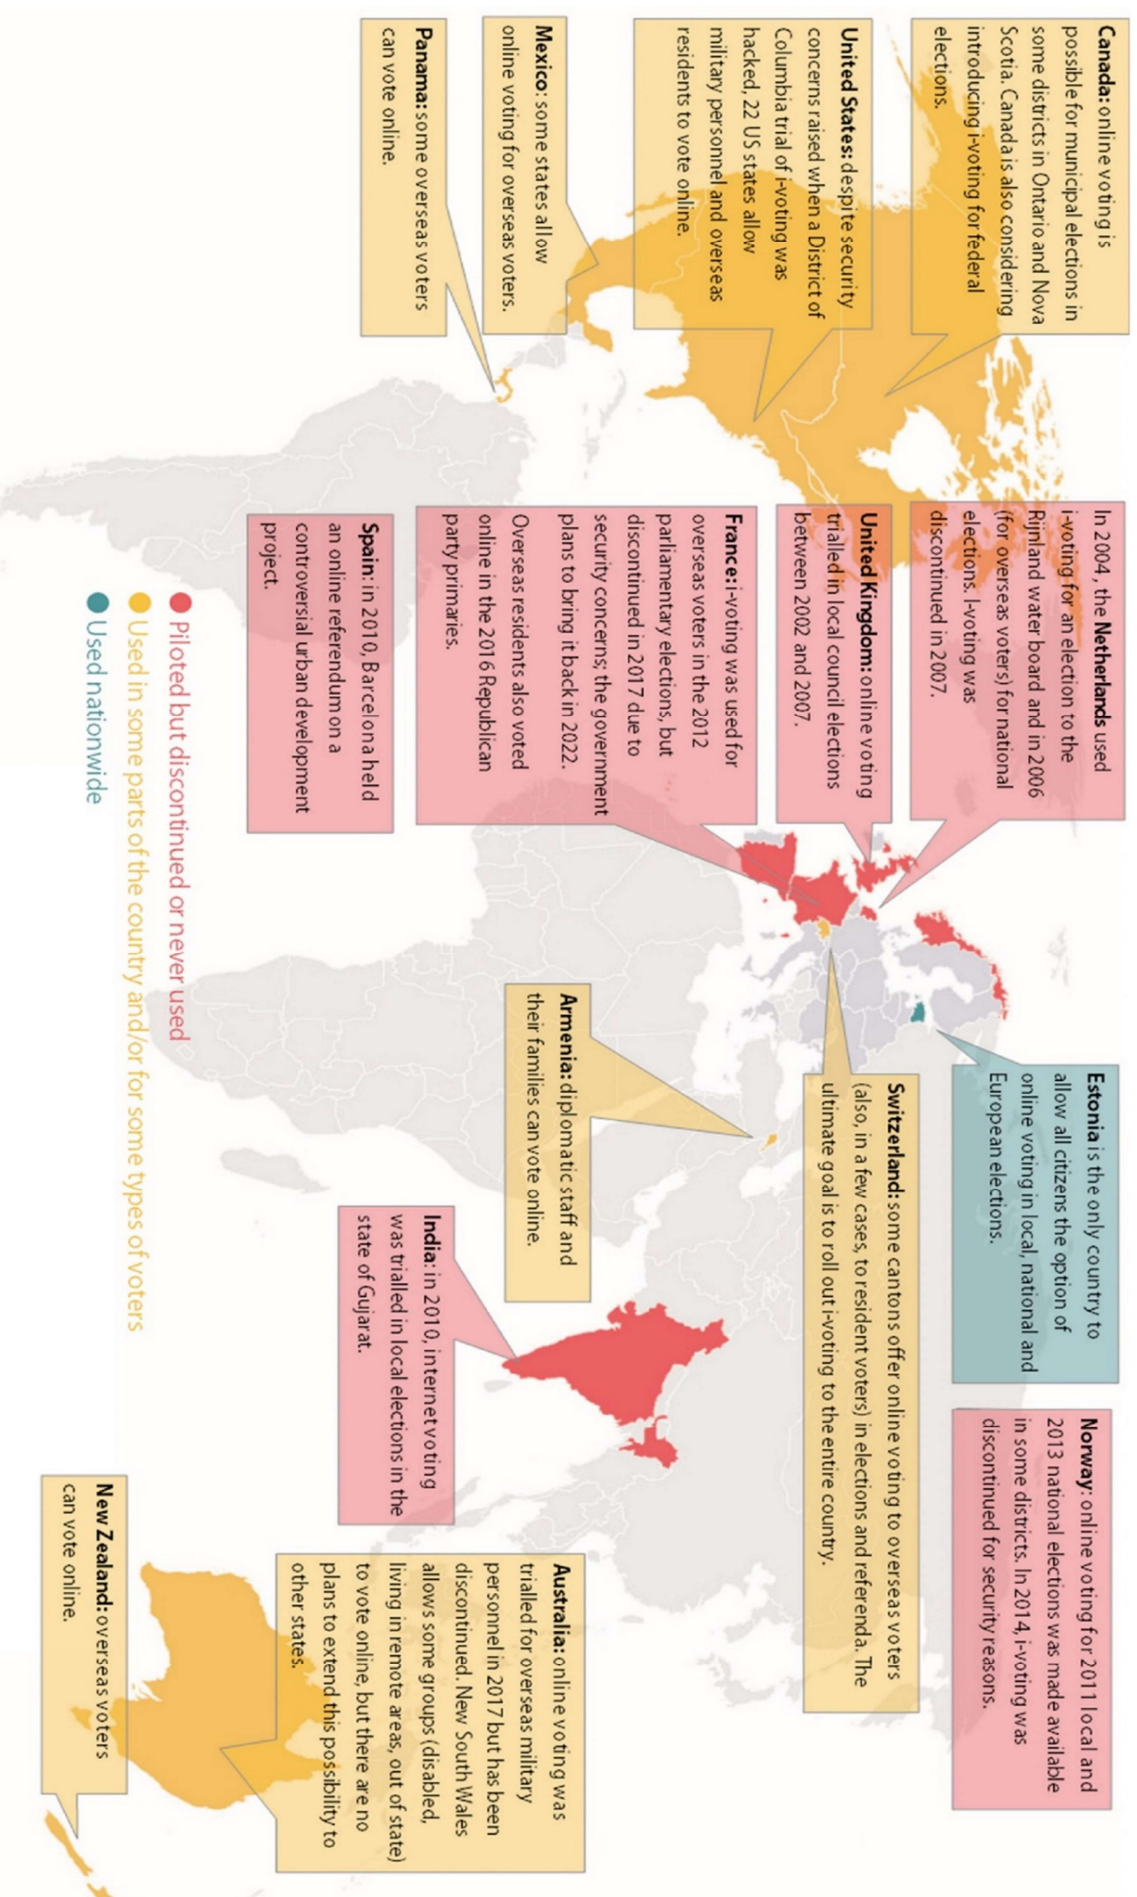 Canada: online voting is
possible for municipal elections in
some districts in Ontario and Nova
Scotia. Canada is also considering
introducing i-voting for federal
elections.
United States: despite security
concerns raised when a District of
Columbia trial of i-voting was
hacked, 22 US states allow
military personnel and overseas
residents to vote online.
Mexico: some states allow
online voting for overseas voters.
Panama: some overseas voters
can vote online.
In 2004, the Netherlands used
i-voting for an election to the
Rijnland water board and in 2006
(for overseas voters) for national
elections. I-voting was
discontinued in 2007.
United Kingdom: online voting
trialled in local council elections
between 2002 and 2007.
France: i-voting was used for
overseas voters in the 2012
parliamentary elections, but
discontinued in 2017 due to
security concerns; the government
plans to bring it back in 2022.
Overseas residents also voted
online in the 2016 Republican
party primaries.
Spain: in 2010, Barcelona held
an online referendum on a
controversial urban development
project.
Estonia is the only country to
allow all citizens the option of
online voting in local, national and
European elections.
Norway: online voting for 2011 local and
2013 national elections was made available
in some districts. In 2014, i-voting was
discontinued for security reasons.
Switzerland: some cantons offer online voting to overseas voters
(also, in a few cases, to resident voters) in elections and referenda. The
ultimate goal is to roll out i-voting to the entire country.
Armenia: diplomatic staff and
their families can vote online.
India: in 2010, internet voting
was trialled in local elections in the
state of Gujarat.
Australia: online voting was
trialled for overseas military
personnel in 2017 but has been
discontinued. New South Wales
allows some groups (disabled,
living in remote areas, out of state)
to vote online, but there are no
plans to extend this possibility to
other states.
New Zealand: overseas voters
can vote online.
Piloted but discontinued or never used
Used in some parts of the country and/or for some types of voters
Used nationwide